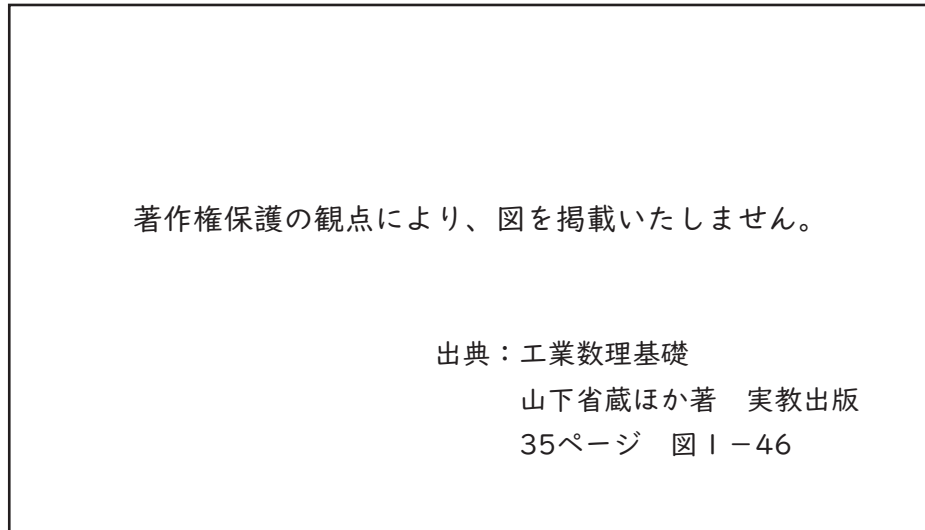 著作権保護の観点により、図を掲載いたしません。
出典：工業数理基礎
山下省蔵ほか著　実教出版
35ページ　図１－46